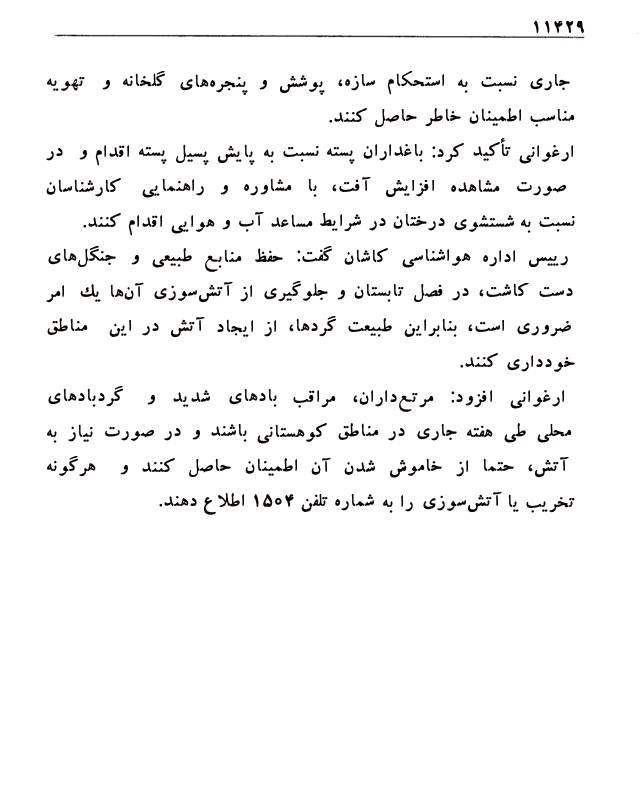 ۱۱۴۲۹
جاری نسبت به استحکام سازه، پوشش و پنجره‌های گلخانه و تهویه
مناسب اطمینان خاطر حاصل کنند.
ارغوانی تأکید کرد: باغداران پسته نسبت به پایش پسیل پسته اقدام و در
صورت مشاهده افزایش آفت، با مشاوره و راهنمایی کارشناسان
نسبت به شستشوی درختان در شرایط مساعد آب و هوایی اقدام کنند.
رییس اداره هواشناسی کاشان گفت: حفظ منابع طبیعی و جنگل‌های
دست کاشت، در فصل تابستان و جلوگیری از آتش‌سوزی آن‌ها یك امر
ضروری است، بنابراین طبیعت گردها، از ایجاد آتش در این مناطق
خودداری کنند.
ارغوانی افزود: مرتع‌داران، مراقب بادهای شدید و گردبادهای
محلی طی هفته جاری در مناطق کوهستانی باشند و در صورت نیاز به
آتش، حتما از خاموش شدن آن اطمینان حاصل کنند و هرگونه
تخریب یا آتش‌سوزی را به شماره تلفن ۱۵۰۴ اطلاع دهند.